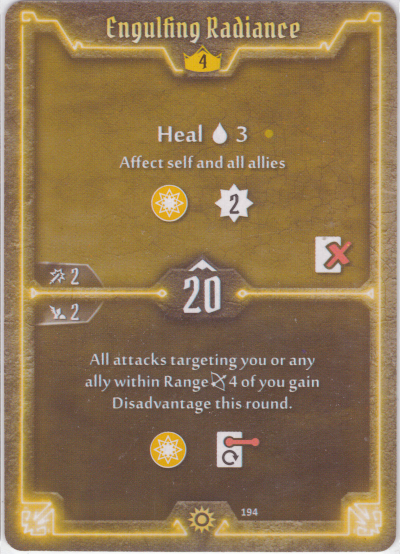 Engulfing Radiance
4
Heal 3
Affect self and all allies
2
2
20
2
All attacks targeting you or any
ally within Range 4 of you gain
Disadvantage this round.
194